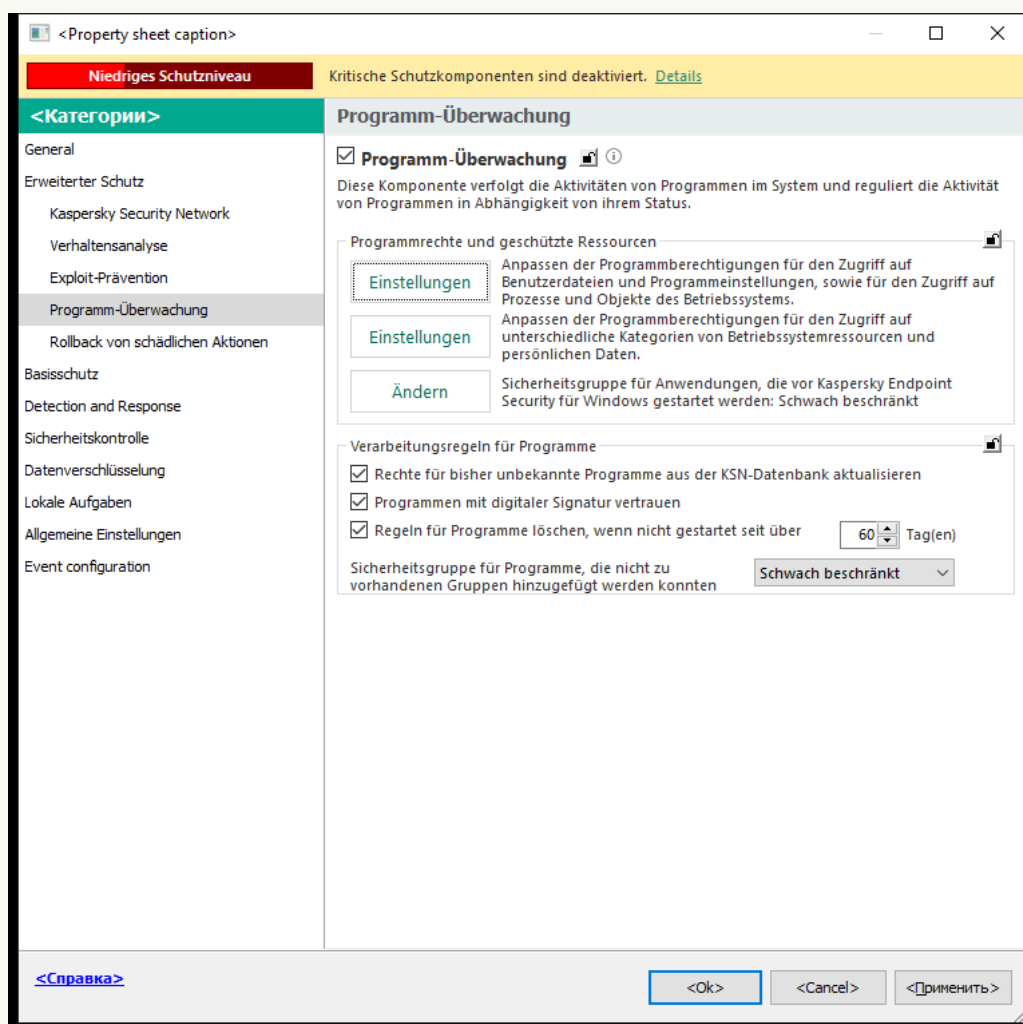 <Property sheet caption>
Niedriges Schutzniveau
Kritische Schutzkomponenten sind deaktiviert. Details
<Категории>
General
Erweiterter Schutz
Kaspersky Security Network
Verhaltensanalyse
Exploit-Prävention
Programm-Überwachung
Rollback von schädlichen Aktionen
Basisschutz
Detection and Response
Sicherheitskontrolle
Datenverschlüsselung
Lokale Aufgaben
Allgemeine Einstellungen
Event configuration
Programm-Überwachung
Programm-Überwachung
Diese Komponente verfolgt die Aktivitäten von Programmen im System und reguliert die Aktivität
von Programmen in Abhängigkeit von ihrem Status.
Programmrechte und geschützte Ressourcen
Einstellungen
Anpassen der Programmberechtigungen für den Zugriff auf
Benutzerdateien und Programmeinstellungen, sowie für den Zugriff auf
Prozesse und Objekte des Betriebssystems.
Einstellungen
Anpassen der Programmberechtigungen für den Zugriff auf
unterschiedliche Kategorien von Betriebssystemressourcen und
persönlichen Daten.
Ändern
Sicherheitsgruppe für Anwendungen, die vor Kaspersky Endpoint
Security für Windows gestartet werden: Schwach beschränkt
Verarbeitungsregeln für Programme
Rechte für bisher unbekannte Programme aus der KSN-Datenbank aktualisieren
Programmen mit digitaler Signatur vertrauen
Regeln für Programme löschen, wenn nicht gestartet seit über 60 Tag(en)
Sicherheitsgruppe für Programme, die nicht zu
vorhandenen Gruppen hinzugefügt werden konnten
Schwach beschränkt
<Справка>
<Ok>
<Cancel>
<Применить>